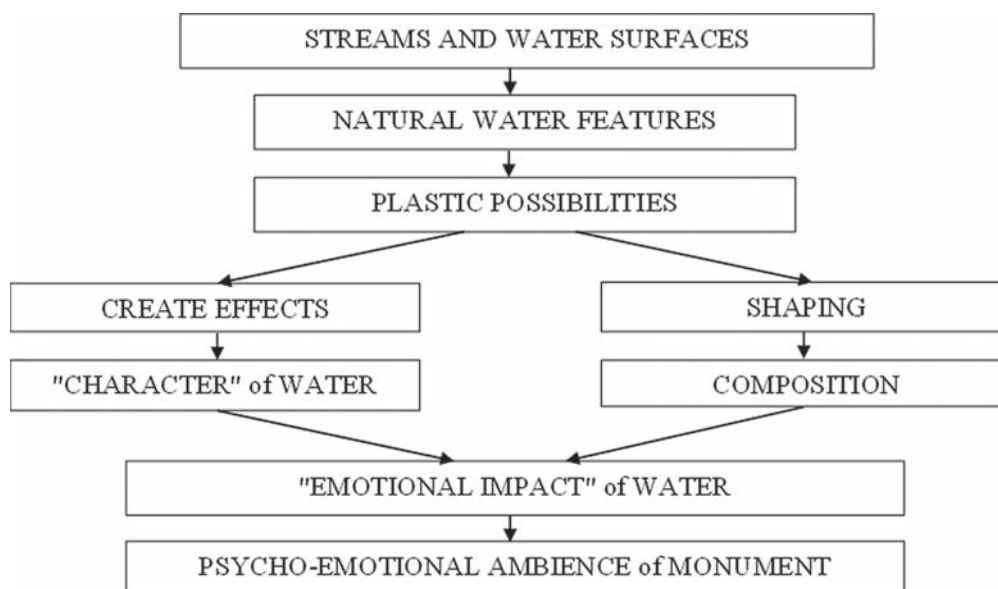 STREAMS AND WATER SURFACES
NATURAL WATER FEATURES
PLASTIC POSSIBILITIES
CREATE EFFECTS
SHAPING
"CHARACTER" of WATER
COMPOSITION
"EMOTIONAL IMPACT" of WATER
PSYCHO-EMOTIONAL AMBIENCE of MONUMENT